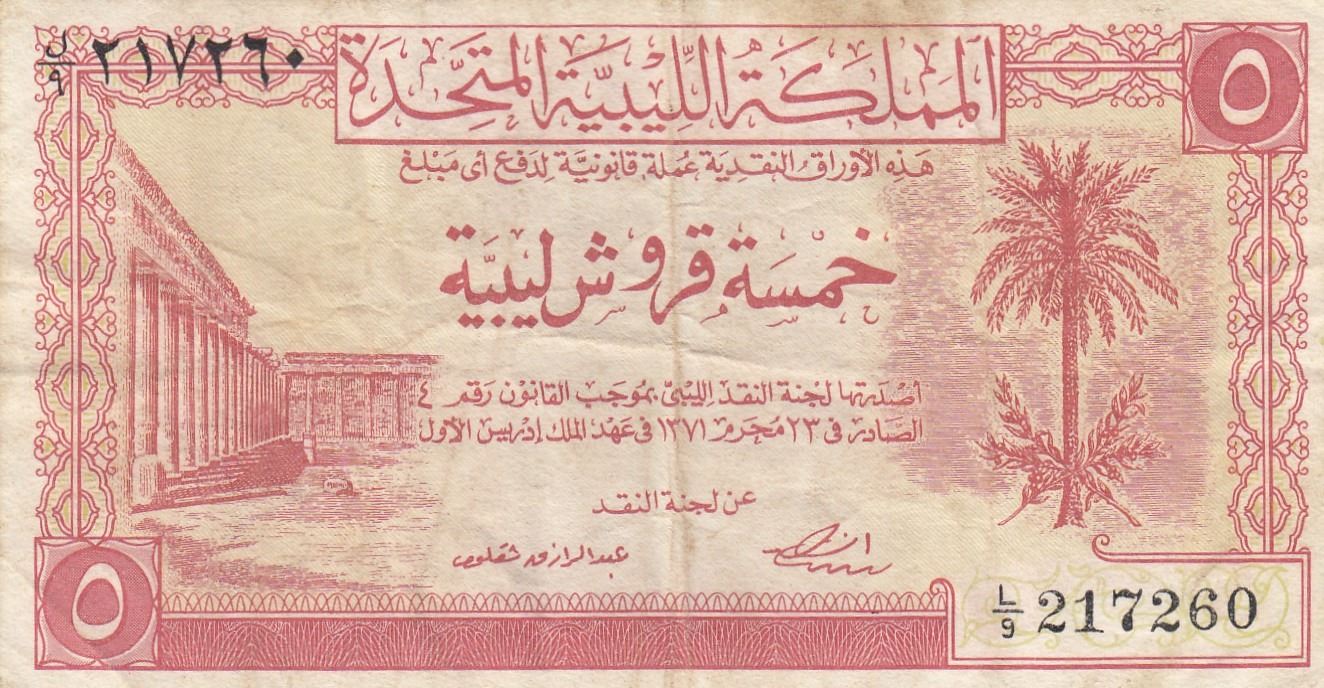 ل/٩ ٢١٧٢٦٠
المملكة الليبية المتحدة
٥
هذه الأوراق النقدية عملة قانونية لدفع أى مبلغ
خمسة قروش ليبية
أصدرتها لجنة النقد الليبى بموجب القانون رقم ٤
الصادر فى ٢٣ محرم ١٣٧١ فى عهد الملك إدريس الأول
عن لجنة النقد
عبد الرازق شقلوف
٥
L/9 217260